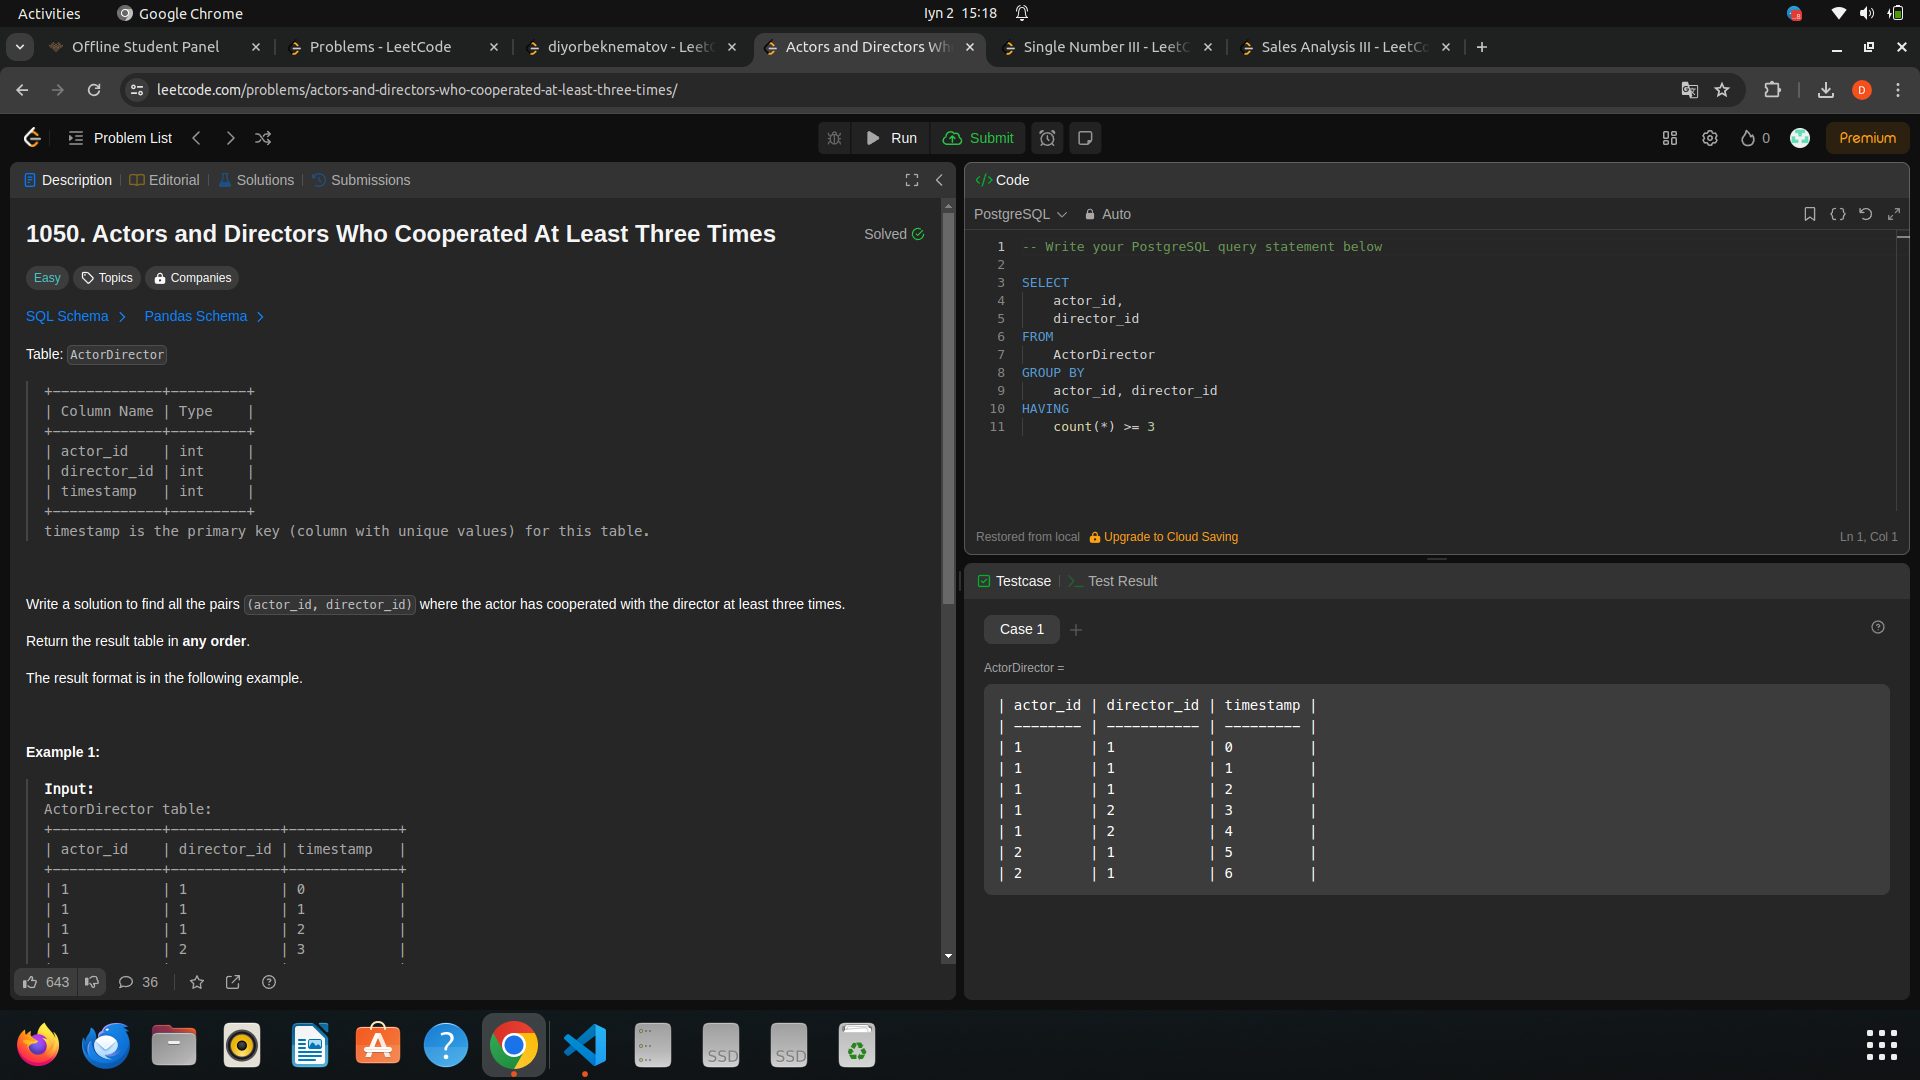 Activities
Google Chrome
Iyn 2 15:18
Offline Student Panel
Problems - LeetCode
diyorbeknematov - LeetC
Actors and Directors Wh
Single Number III - LeetC
Sales Analysis III - LeetCo
leetcode.com/problems/actors-and-directors-who-cooperated-at-least-three-times/
D
Problem List
Run
Submit
0
Premium
Description
Editorial
Solutions
Submissions
1050. Actors and Directors Who Cooperated At Least Three Times
Solved
Easy
Topics
Companies
SQL Schema
Pandas Schema
Table: ActorDirector
+-------------+---------+
| Column Name | Type    |
+-------------+---------+
| actor_id    | int     |
| director_id | int     |
| timestamp   | int     |
+-------------+---------+
timestamp is the primary key (column with unique values) for this table.
Write a solution to find all the pairs (actor_id, director_id) where the actor has cooperated with the director at least three times.
Return the result table in any order.
The result format is in the following example.
Example 1:
Input:
ActorDirector table:
+-------------+-------------+-------------+
| actor_id    | director_id | timestamp   |
+-------------+-------------+-------------+
| 1           | 1           | 0           |
| 1           | 1           | 1           |
| 1           | 1           | 2           |
| 1           | 2           | 3           |
643
36
</> Code
PostgreSQL
Auto
1 -- Write your PostgreSQL query statement below
2
3 SELECT
4     actor_id,
5     director_id
6 FROM
7     ActorDirector
8 GROUP BY
9     actor_id, director_id
10 HAVING
11     count(*) >= 3
Restored from local
Upgrade to Cloud Saving
Ln 1, Col 1
Testcase
>_ Test Result
Case 1
ActorDirector =
| actor_id | director_id | timestamp |
| -------- | ----------- | --------- |
| 1        | 1           | 0         |
| 1        | 1           | 1         |
| 1        | 1           | 2         |
| 1        | 2           | 3         |
| 1        | 2           | 4         |
| 2        | 1           | 5         |
| 2        | 1           | 6         |
SSD
SSD